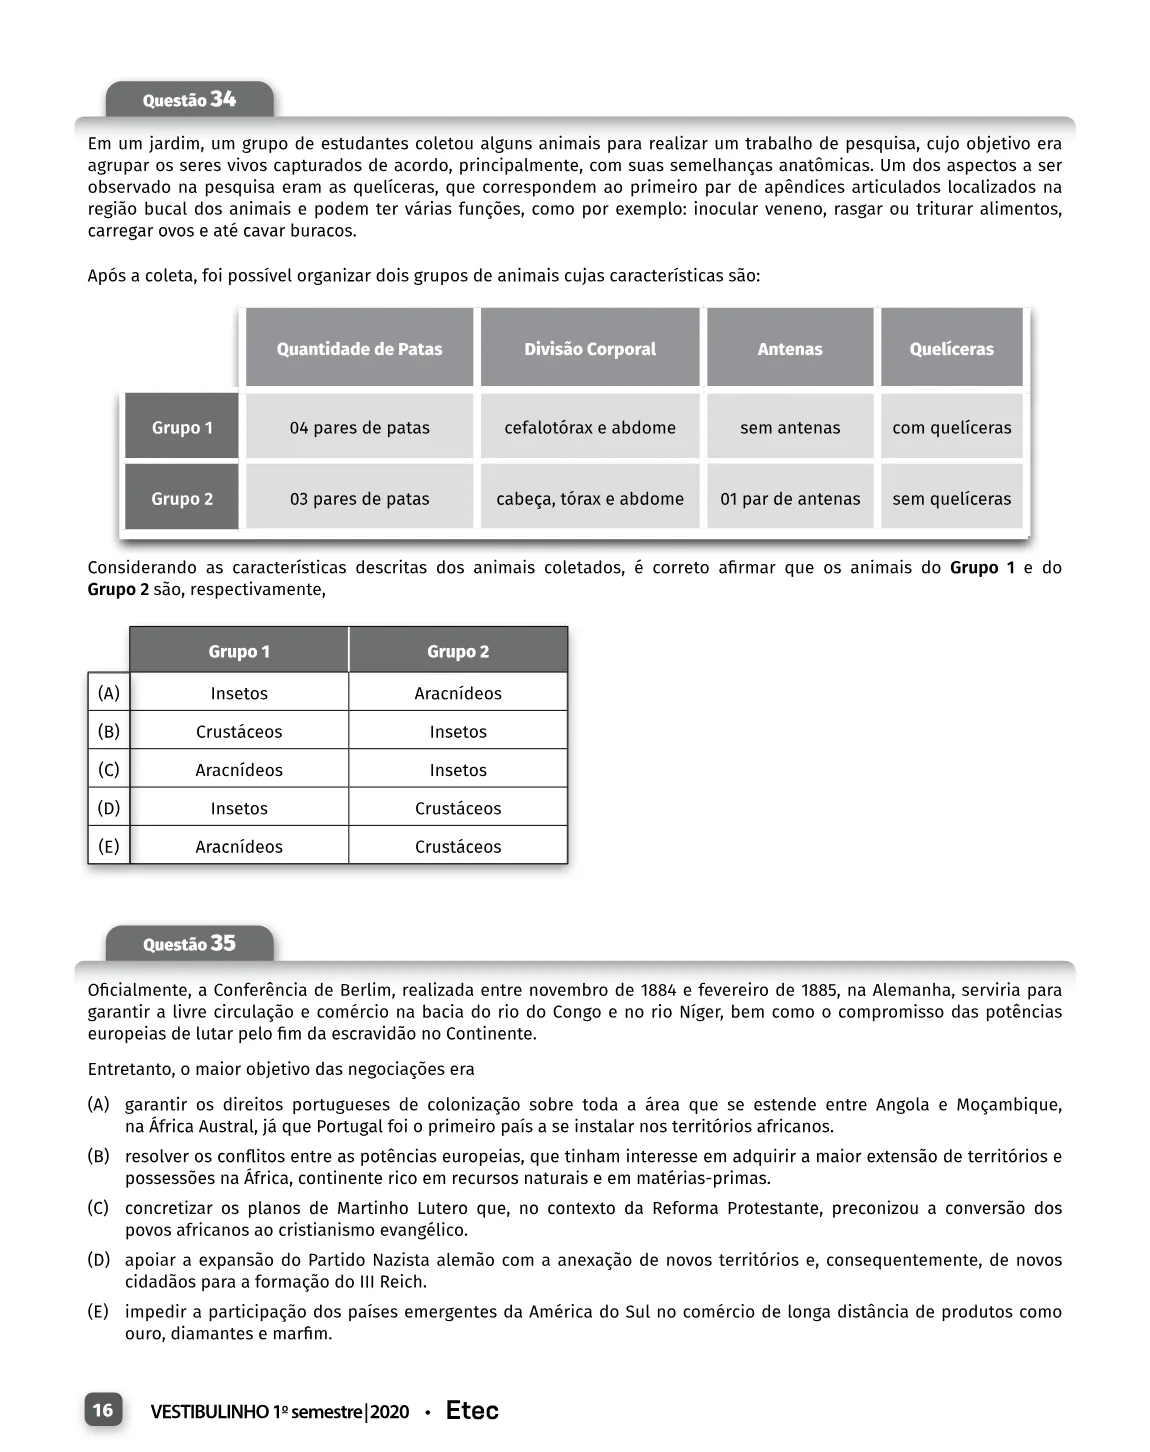 Questão 34
Em um jardim, um grupo de estudantes coletou alguns animais para realizar um trabalho de pesquisa, cujo objetivo era
agrupar os seres vivos capturados de acordo, principalmente, com suas semelhanças anatômicas. Um dos aspectos a ser
observado na pesquisa eram as quelíceras, que correspondem ao primeiro par de apêndices articulados localizados na
região bucal dos animais e podem ter várias funções, como por exemplo: inocular veneno, rasgar ou triturar alimentos,
carregar ovos e até cavar buracos.
Após a coleta, foi possível organizar dois grupos de animais cujas características são:
Quantidade de Patas Divisão Corporal Antenas Quelíceras
Grupo 1 04 pares de patas cefalotórax e abdome sem antenas com quelíceras
Grupo 2 03 pares de patas cabeça, tórax e abdome 01 par de antenas sem quelíceras
Considerando as características descritas dos animais coletados, é correto afirmar que os animais do Grupo 1 e do
Grupo 2 são, respectivamente,
Grupo 1 Grupo 2
(A) Insetos Aracnídeos
(B) Crustáceos Insetos
(C) Aracnídeos Insetos
(D) Insetos Crustáceos
(E) Aracnídeos Crustáceos
Questão 35
Oficialmente, a Conferência de Berlim, realizada entre novembro de 1884 e fevereiro de 1885, na Alemanha, serviria para
garantir a livre circulação e comércio na bacia do rio do Congo e no rio Níger, bem como o compromisso das potências
europeias de lutar pelo fim da escravidão no Continente.
Entretanto, o maior objetivo das negociações era
(A) garantir os direitos portugueses de colonização sobre toda a área que se estende entre Angola e Moçambique,
na África Austral, já que Portugal foi o primeiro país a se instalar nos territórios africanos.
(B) resolver os conflitos entre as potências europeias, que tinham interesse em adquirir a maior extensão de territórios e
possessões na África, continente rico em recursos naturais e em matérias-primas.
(C) concretizar os planos de Martinho Lutero que, no contexto da Reforma Protestante, preconizou a conversão dos
povos africanos ao cristianismo evangélico.
(D) apoiar a expansão do Partido Nazista alemão com a anexação de novos territórios e, consequentemente, de novos
cidadãos para a formação do III Reich.
(E) impedir a participação dos países emergentes da América do Sul no comércio de longa distância de produtos como
ouro, diamantes e marfim.
16 VESTIBULINHO 1º semestre|2020 • Etec